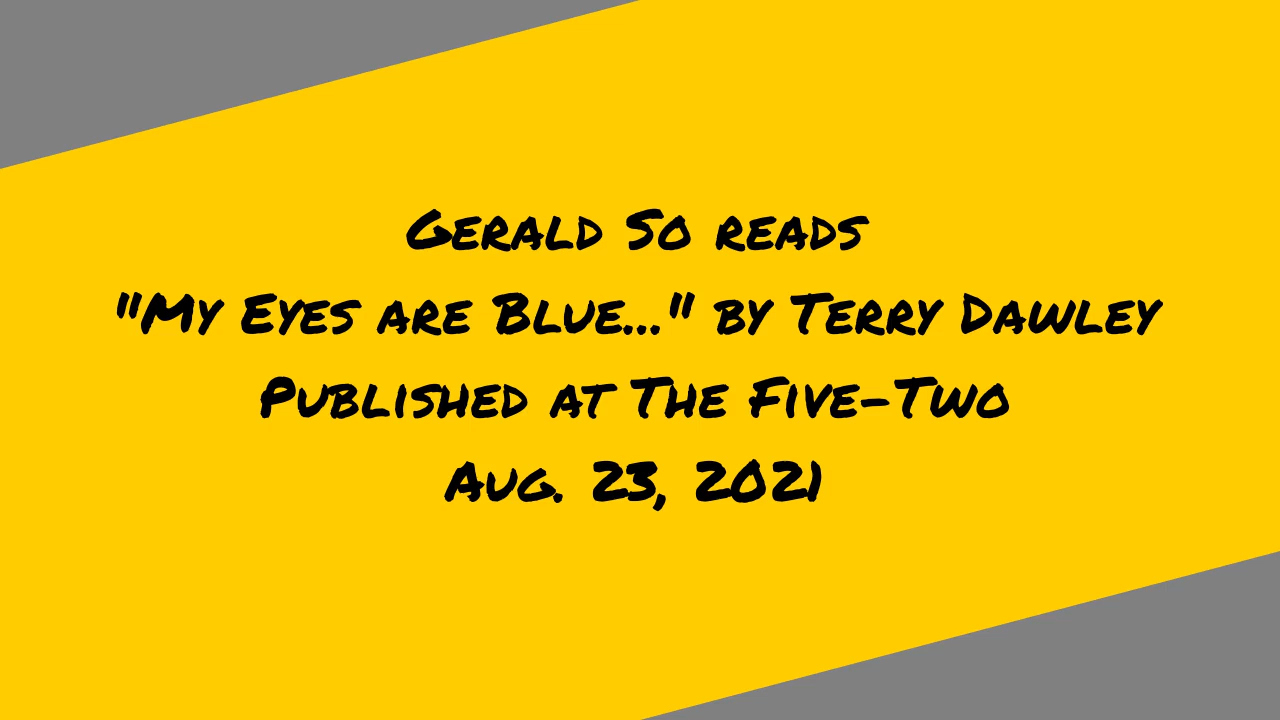 Gerald So reads
"My Eyes are Blue..." by Terry Dawley
Published at The Five-Two
Aug. 23, 2021